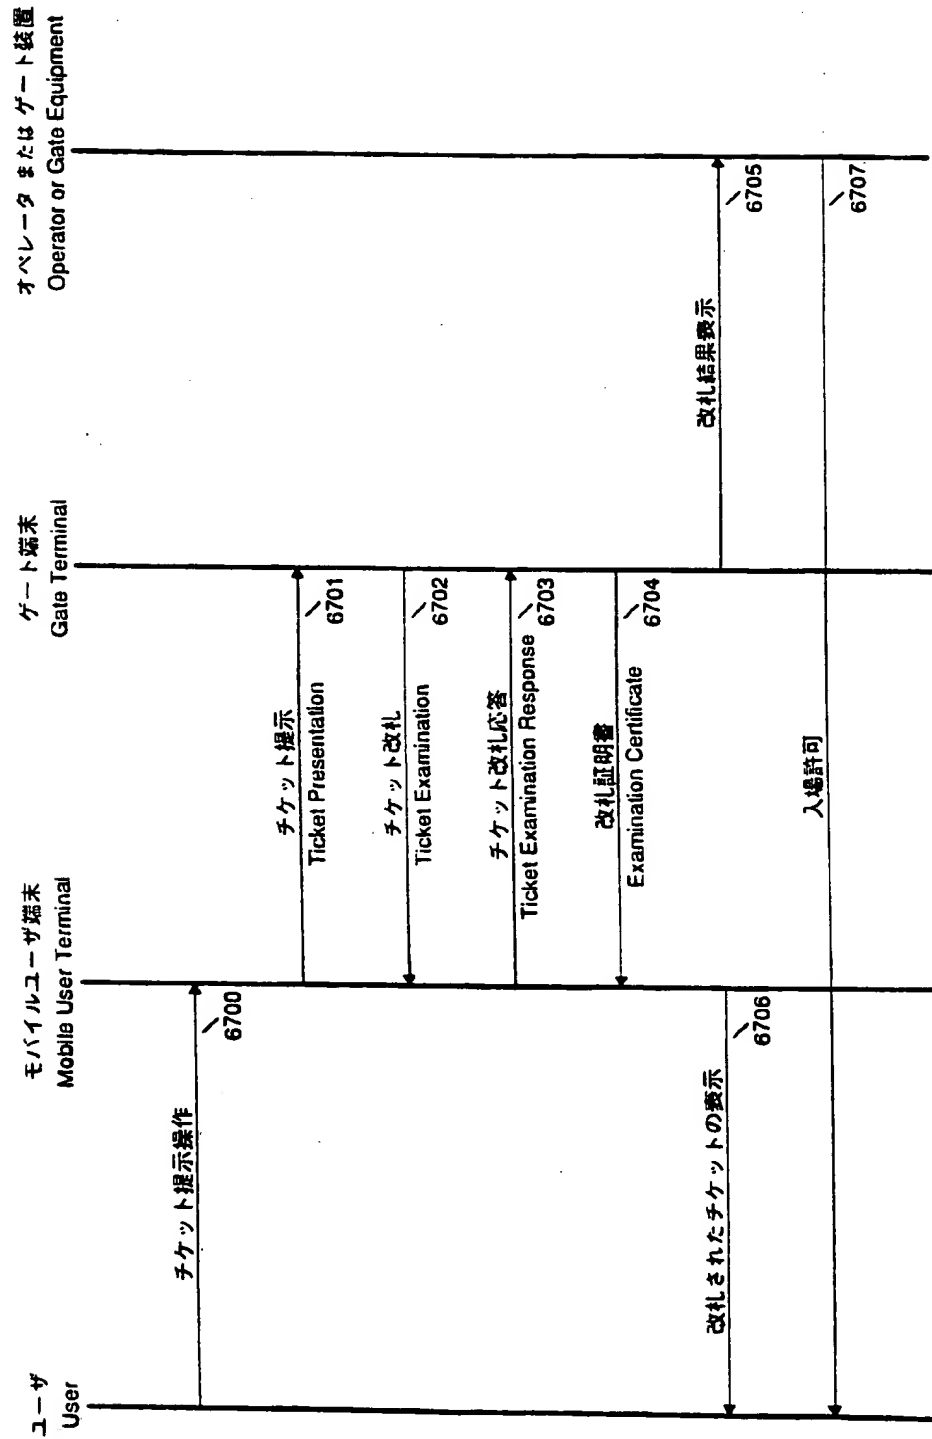 ユーザ
User
モバイルユーザ端末
Mobile User Terminal
ゲート端末
Gate Terminal
オペレータ または ゲート装置
Operator or Gate Equipment
チケット提示操作
6700
チケット提示
Ticket Presentation
6701
チケット改札
Ticket Examination
6702
チケット改札応答
Ticket Examination Response
6703
改札証明書
Examination Certificate
6704
改札結果表示
6705
改札されたチケットの表示
6706
入場許可
6707